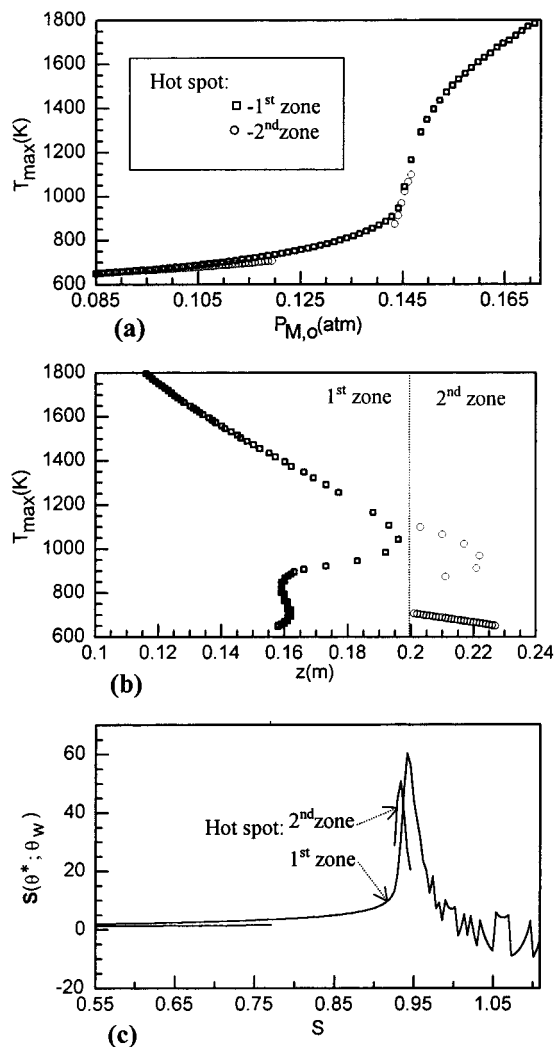 1800
1600
1400
1200
1000
800
600
T_max(K)
Hot spot:
-1st zone
-2nd zone
0.085 0.105 0.125 0.145 0.165
(a)
P_M,o(atm)
1800
1600
1400
1200
1000
800
600
T_max(K)
1st zone
2nd zone
0.1 0.12 0.14 0.16 0.18 0.2 0.22 0.24
(b)
z(m)
60
40
20
0
-20
S(θ*; θ_W)
Hot spot: 2nd zone
1st zone
0.55 0.65 0.75 0.85 0.95 1.05
(c)
S